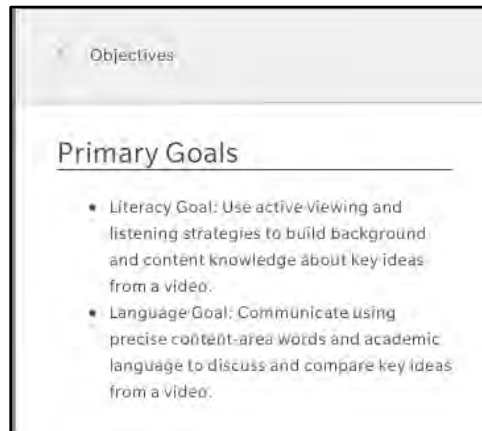 Objectives
Primary Goals
• Literacy Goal: Use active viewing and
listening strategies to build background
and content knowledge about key ideas
from a video.
• Language Goal: Communicate using
precise content-area words and academic
language to discuss and compare key ideas
from a video.